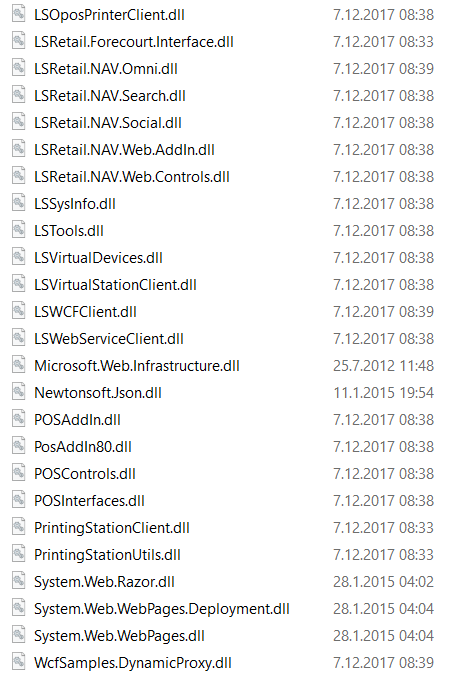 LSOposPrinterClient.dll 7.12.2017 08:38
LSRetail.Forecourt.Interface.dll 7.12.2017 08:33
LSRetail.NAV.Omni.dll 7.12.2017 08:39
LSRetail.NAV.Search.dll 7.12.2017 08:38
LSRetail.NAV.Social.dll 7.12.2017 08:38
LSRetail.NAV.Web.AddIn.dll 7.12.2017 08:38
LSRetail.NAV.Web.Controls.dll 7.12.2017 08:38
LSSysInfo.dll 7.12.2017 08:38
LSTools.dll 7.12.2017 08:38
LSVirtualDevices.dll 7.12.2017 08:38
LSVirtualStationClient.dll 7.12.2017 08:38
LSWCFClient.dll 7.12.2017 08:39
LSWebServiceClient.dll 7.12.2017 08:38
Microsoft.Web.Infrastructure.dll 25.7.2012 11:48
Newtonsoft.Json.dll 11.1.2015 19:54
POSAddIn.dll 7.12.2017 08:38
PosAddIn80.dll 7.12.2017 08:38
POSControls.dll 7.12.2017 08:38
POSInterfaces.dll 7.12.2017 08:38
PrintingStationClient.dll 7.12.2017 08:33
PrintingStationUtils.dll 7.12.2017 08:33
System.Web.Razor.dll 28.1.2015 04:02
System.Web.WebPages.Deployment.dll 28.1.2015 04:04
System.Web.WebPages.dll 28.1.2015 04:04
WcfSamples.DynamicProxy.dll 7.12.2017 08:39